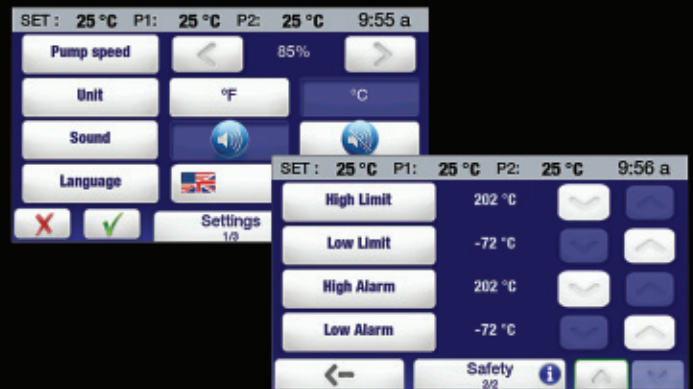 SET : 25 °C P1: 25 °C P2: 25 °C 9:55 a
Pump speed 85%
Unit °F °C
Sound
Language
Settings
1/3
SET : 25 °C P1: 25 °C P2: 25 °C 9:56 a
High Limit 202 °C
Low Limit -72 °C
High Alarm 202 °C
Low Alarm -72 °C
Safety i
2/2